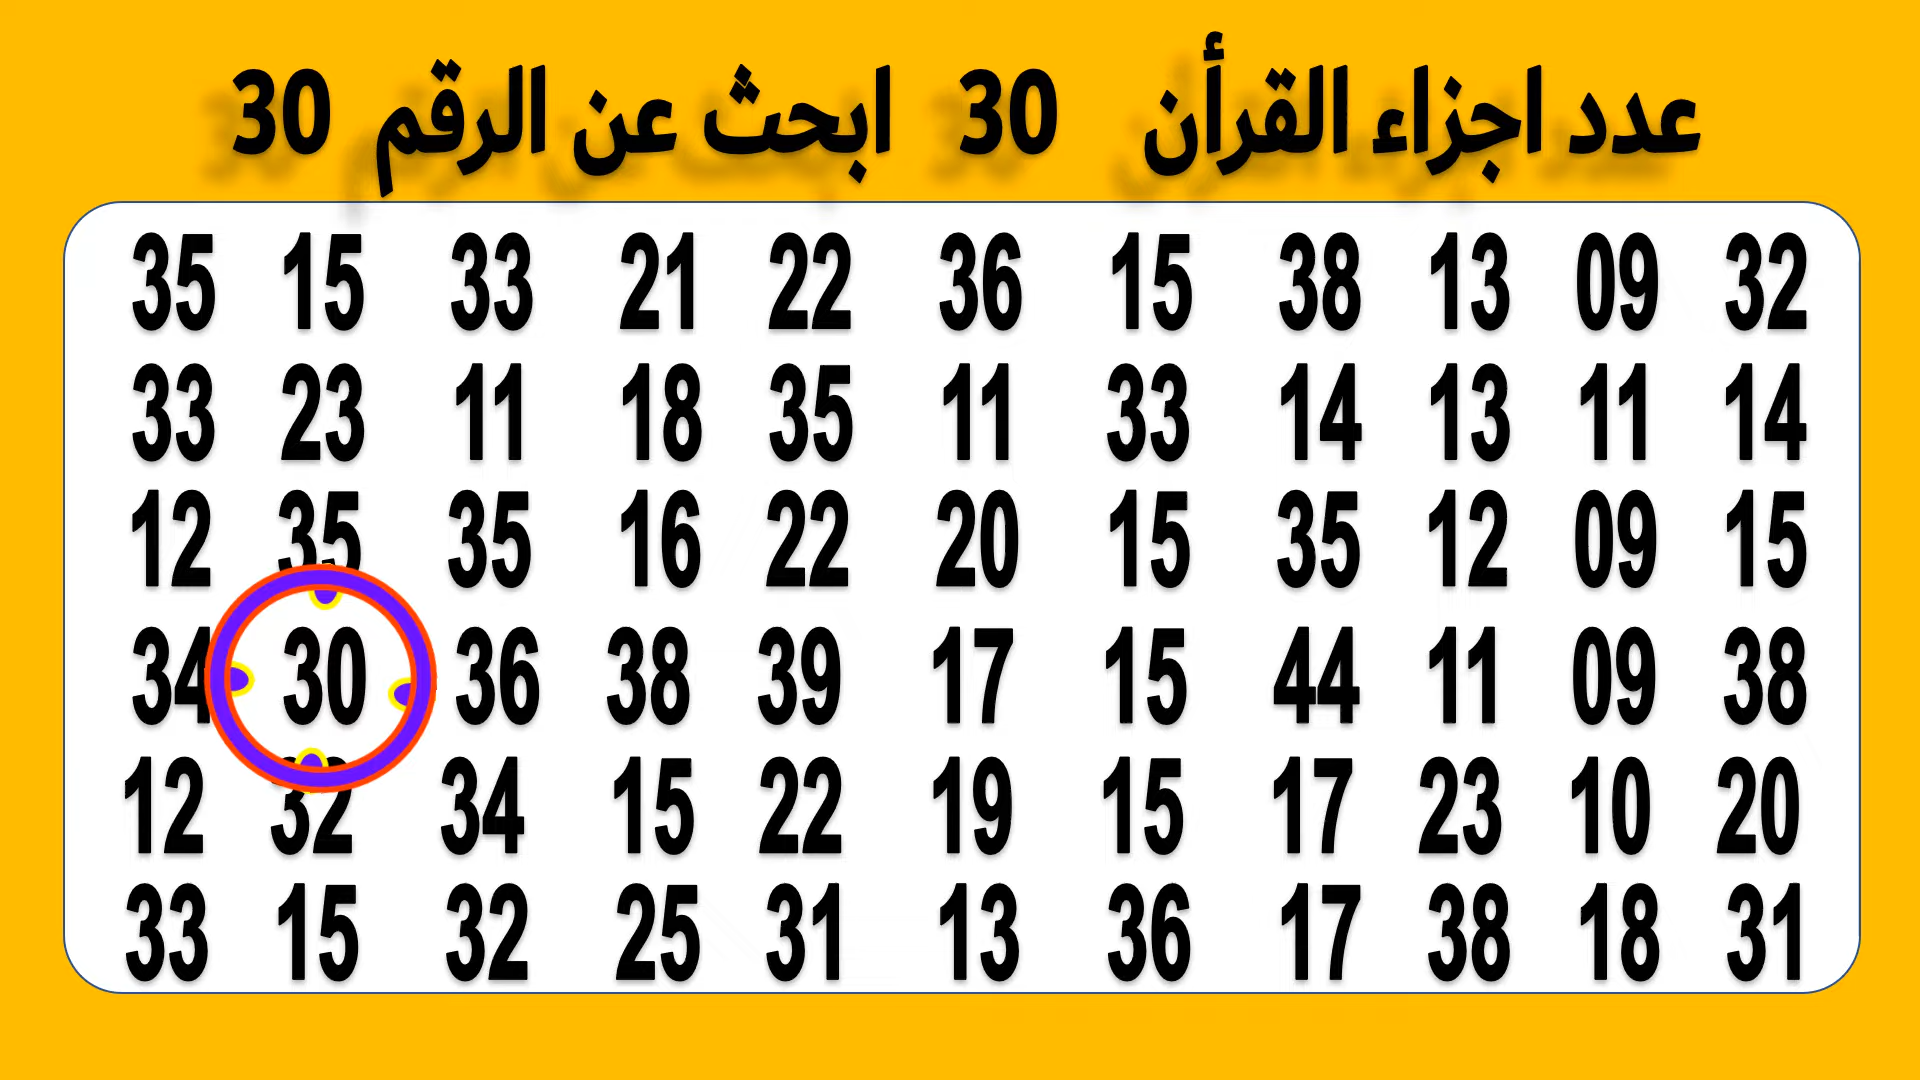 عدد اجزاء القرأن 30 ابحث عن الرقم 30
35 15 33 21 22 36 15 38 13 09 32
33 23 11 18 35 11 33 14 13 11 14
12 35 35 16 22 20 15 35 12 09 15
34 30 36 38 39 17 15 44 11 09 38
12 32 34 15 22 19 15 17 23 10 20
33 15 32 25 31 13 36 17 38 18 31